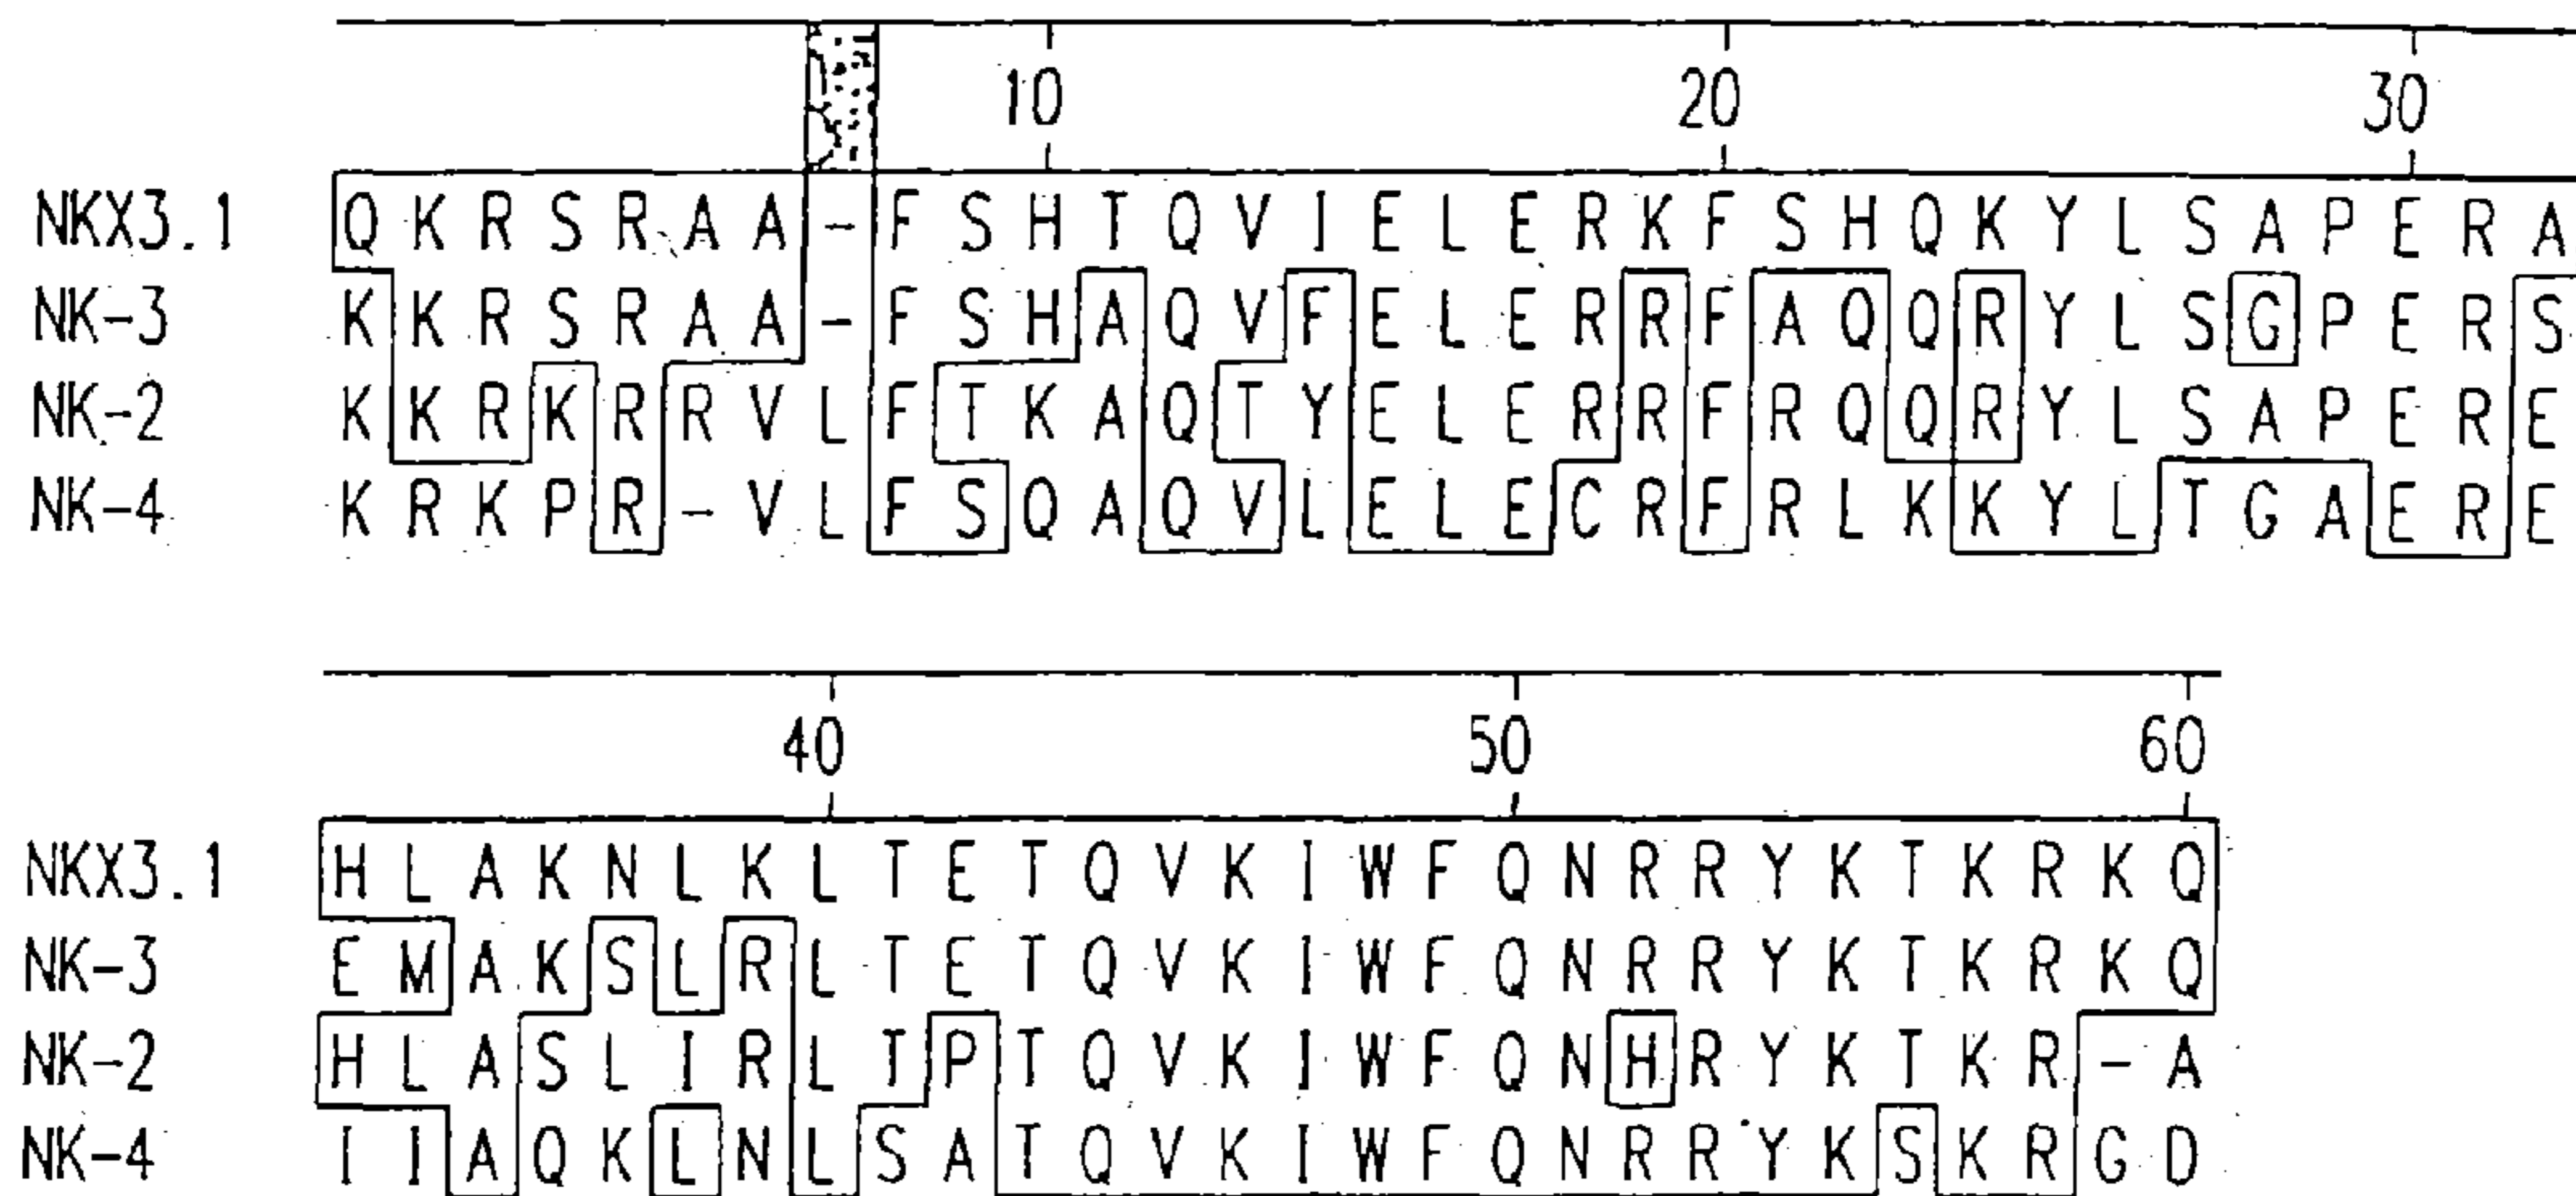 10 20 30
NKX3.1 Q K R S R A A - F S H T Q V I E L E R K F S H Q K Y L S A P E R A
NK-3 K K R S R A A - F S H A Q V F E L E R R F A Q Q R Y L S G P E R S
NK-2 K K R K R R V L F T K A Q T Y E L E R R F R Q Q R Y L S A P E R E
NK-4 K R K P R - V L F S Q A Q V L E L E C R F R L K K Y L T G A E R E
40 50 60
NKX3.1 H L A K N L K L T E T Q V K I W F Q N R R Y K T K R K Q
NK-3 E M A K S L R L T E T Q V K I W F Q N R R Y K T K R K Q
NK-2 H L A S L I R L T P T Q V K I W F Q N H R Y K T K R - A
NK-4 I I A Q K L N L S A T Q V K I W F Q N R R Y K S K R G D